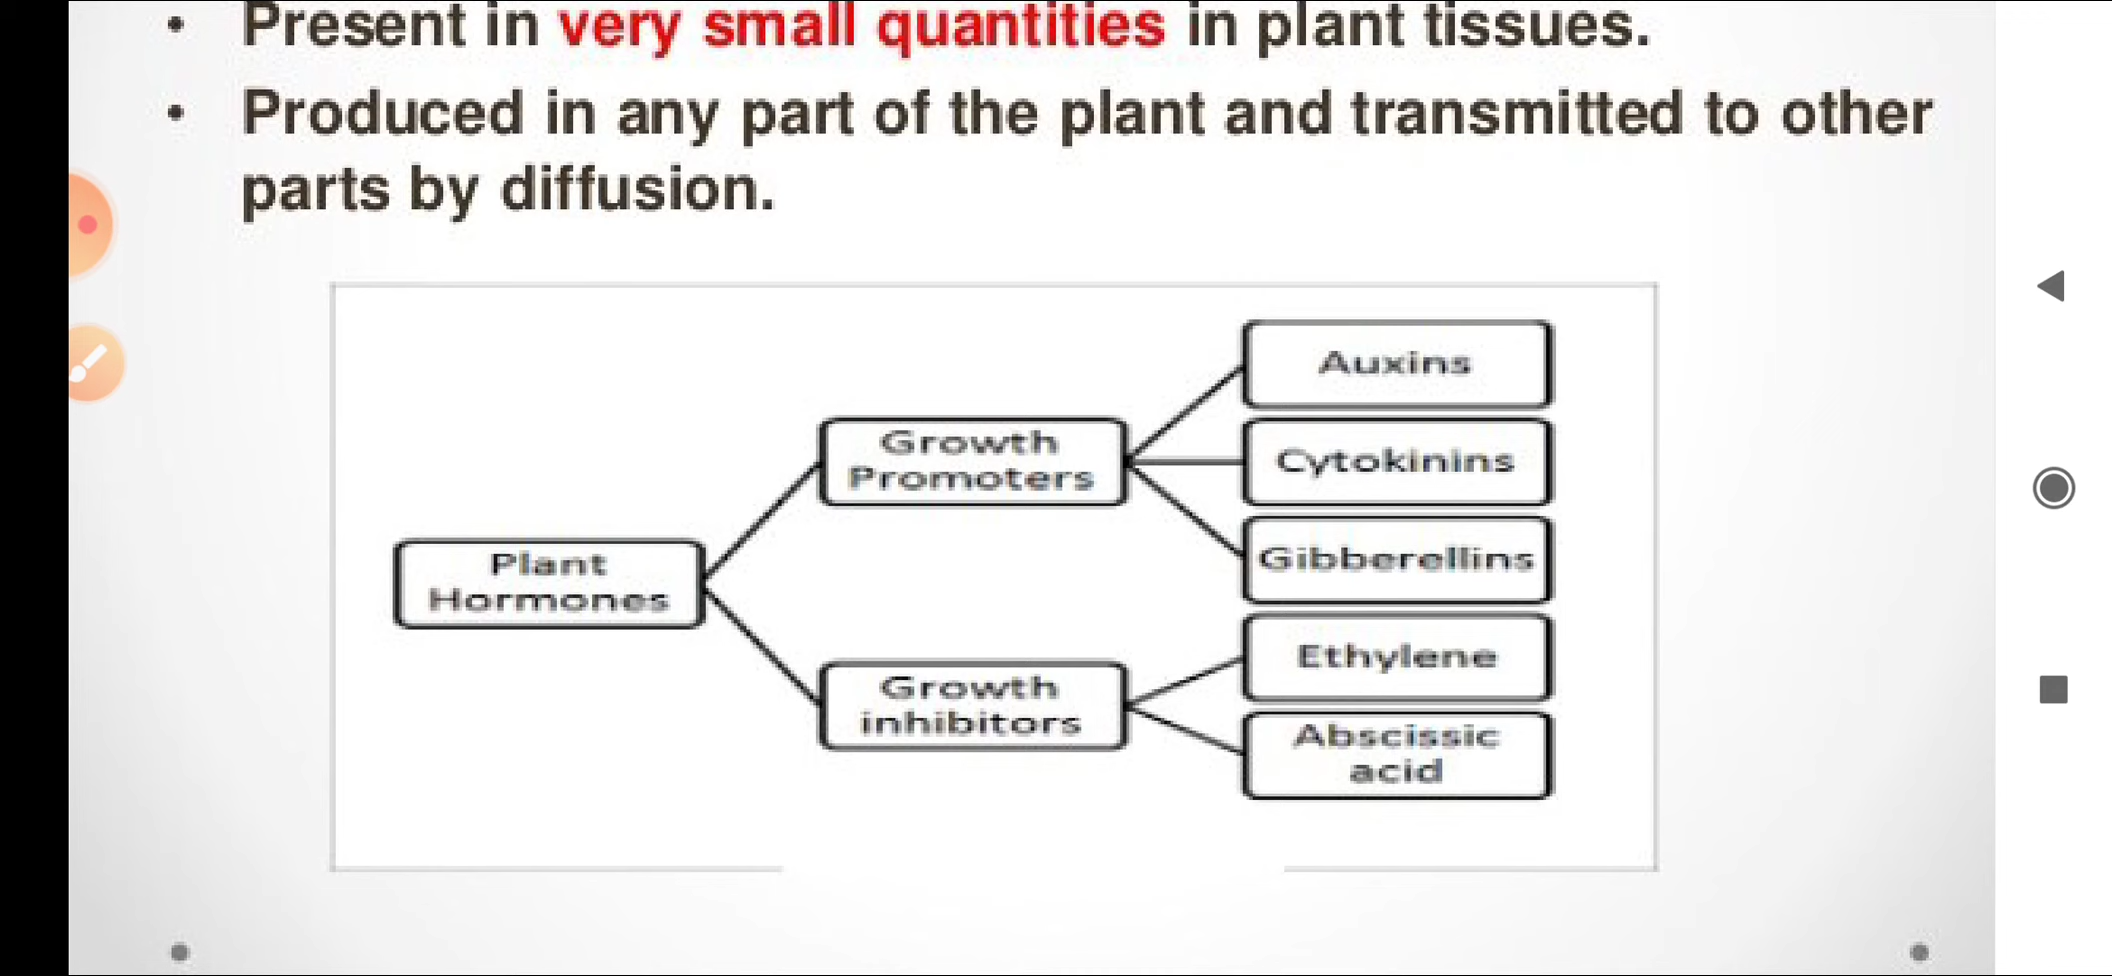 • Present in very small quantities in plant tissues.
• Produced in any part of the plant and transmitted to other
parts by diffusion.
Auxins
Growth
Promoters
Cytokinins
Gibberellins
Plant
Hormones
Ethylene
Growth
inhibitors
Abscissic
acid